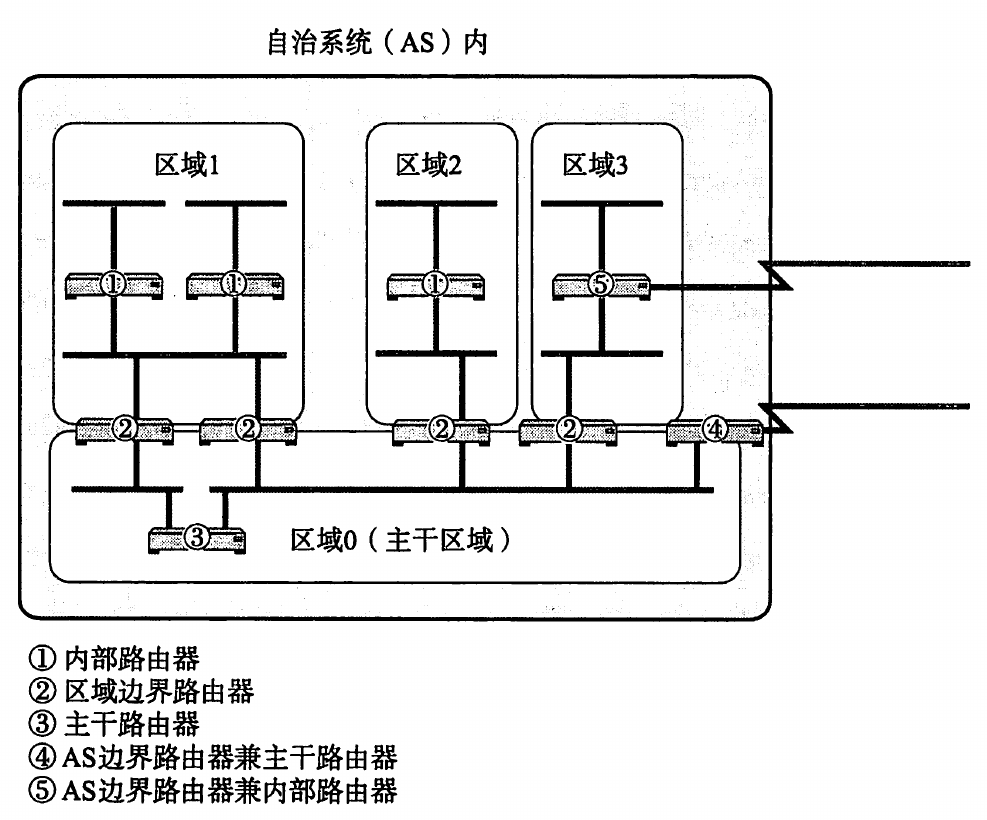 自治系统（AS）内
区域1
区域2
区域3
① ① ① ⑤
② ② ② ② ④
③
区域0（主干区域）
① 内部路由器
② 区域边界路由器
③ 主干路由器
④ AS边界路由器兼主干路由器
⑤ AS边界路由器兼内部路由器